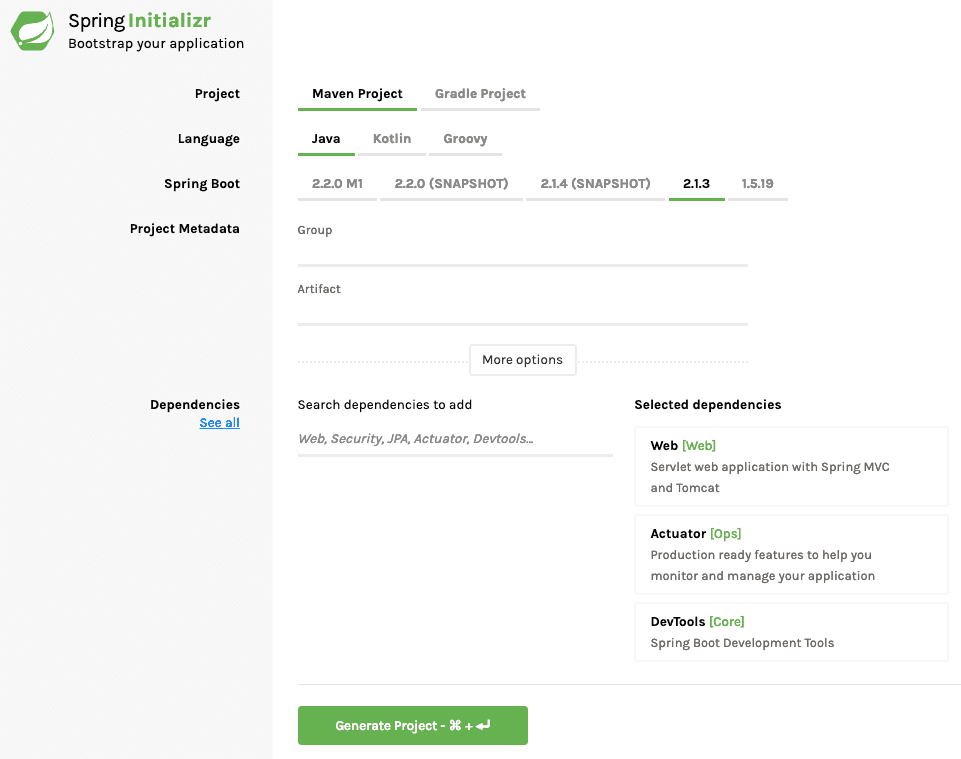 Spring Initializr
Bootstrap your application
Project
Maven Project
Gradle Project
Language
Java
Kotlin
Groovy
Spring Boot
2.2.0 M1
2.2.0 (SNAPSHOT)
2.1.4 (SNAPSHOT)
2.1.3
1.5.19
Project Metadata
Group
Artifact
More options
Dependencies
See all
Search dependencies to add
Web, Security, JPA, Actuator, Devtools...
Selected dependencies
Web [Web]
Servlet web application with Spring MVC
and Tomcat
Actuator [Ops]
Production ready features to help you
monitor and manage your application
DevTools [Core]
Spring Boot Development Tools
Generate Project - ⌘ + ↵